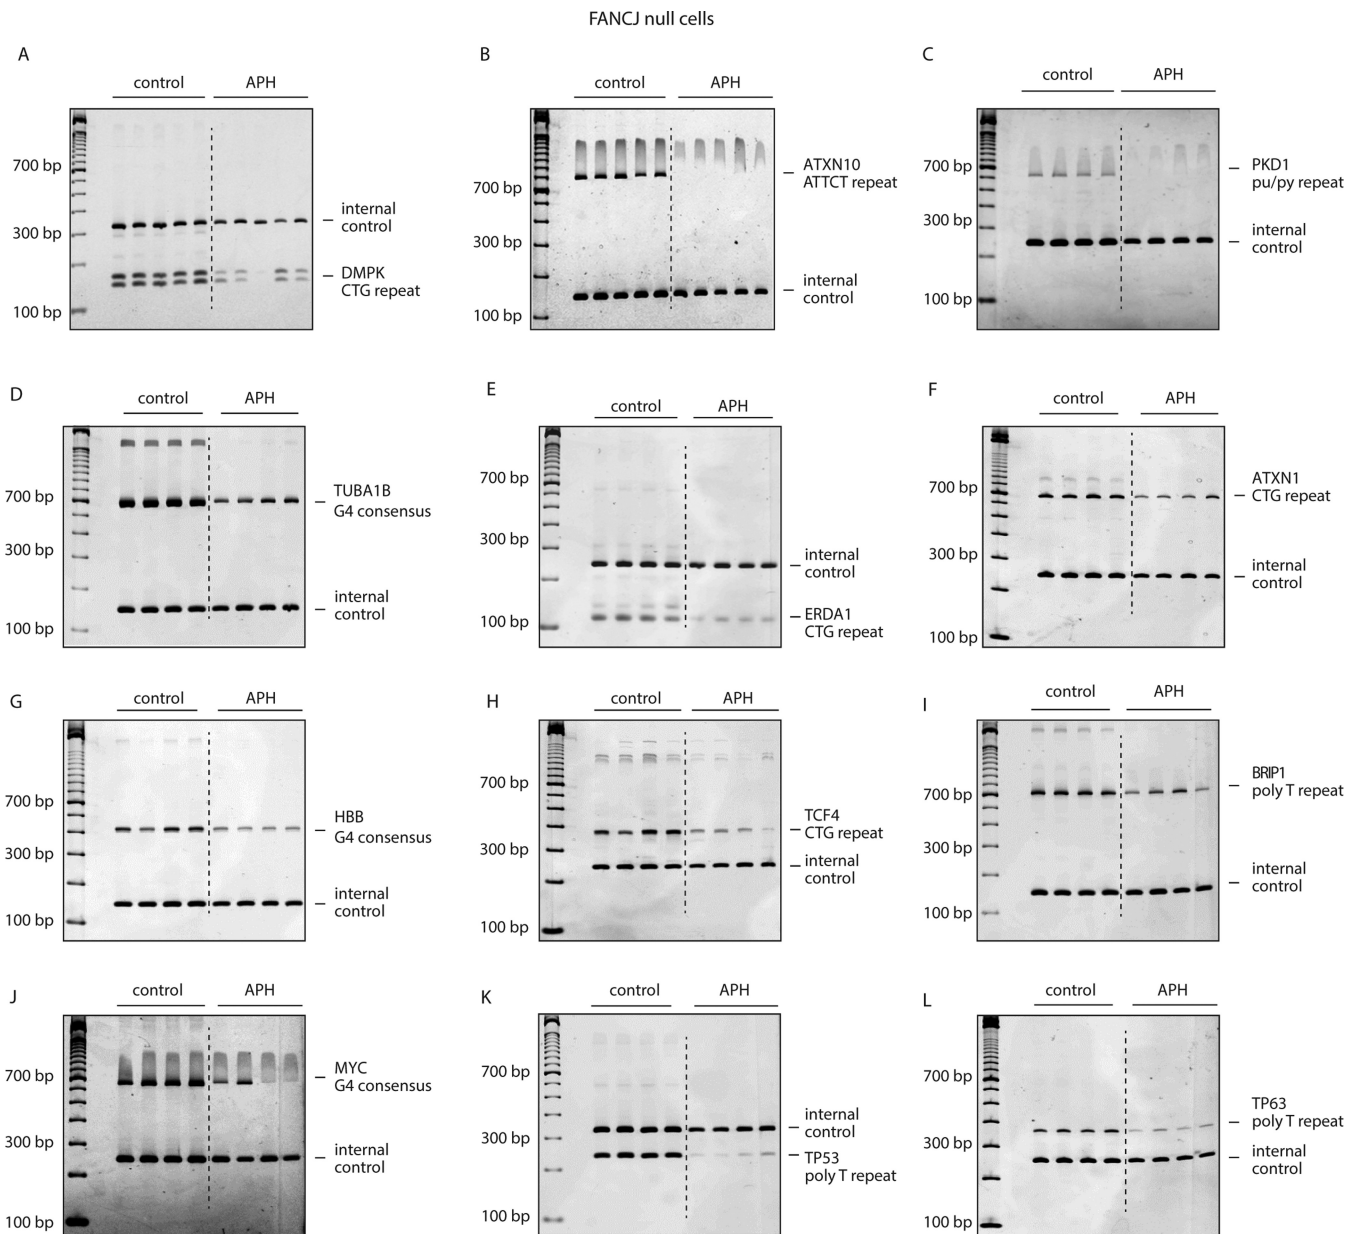 FANCJ null cells
A
control
APH
700 bp
300 bp
100 bp
internal
control
DMPK
CTG repeat
B
control
APH
700 bp
300 bp
100 bp
ATXN10
ATTCT repeat
internal
control
C
control
APH
700 bp
300 bp
100 bp
PKD1
pu/py repeat
internal
control
D
control
APH
700 bp
300 bp
100 bp
TUBA1B
G4 consensus
internal
control
E
control
APH
700 bp
300 bp
100 bp
internal
control
ERDA1
CTG repeat
F
control
APH
700 bp
300 bp
100 bp
ATXN1
CTG repeat
internal
control
G
control
APH
700 bp
300 bp
100 bp
HBB
G4 consensus
internal
control
H
control
APH
700 bp
300 bp
100 bp
TCF4
CTG repeat
internal
control
I
control
APH
700 bp
300 bp
100 bp
BRIP1
poly T repeat
internal
control
J
control
APH
700 bp
300 bp
100 bp
MYC
G4 consensus
internal
control
K
control
APH
700 bp
300 bp
100 bp
internal
control
TP53
poly T repeat
L
control
APH
700 bp
300 bp
100 bp
TP63
poly T repeat
internal
control